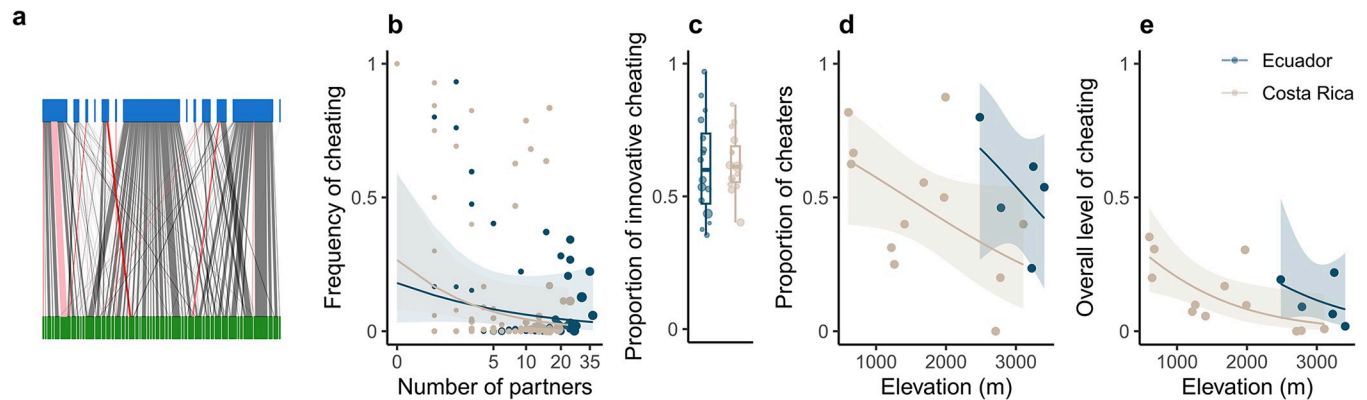 a
b
Frequency of cheating
1
0.5
0
0
5
10
20
35
Number of partners
c
Proportion of innovative cheating
1
0.5
0
d
Proportion of cheaters
1
0.5
0
1000
2000
3000
Elevation (m)
e
Overall level of cheating
1
0.5
0
1000
2000
3000
Elevation (m)
Ecuador
Costa Rica